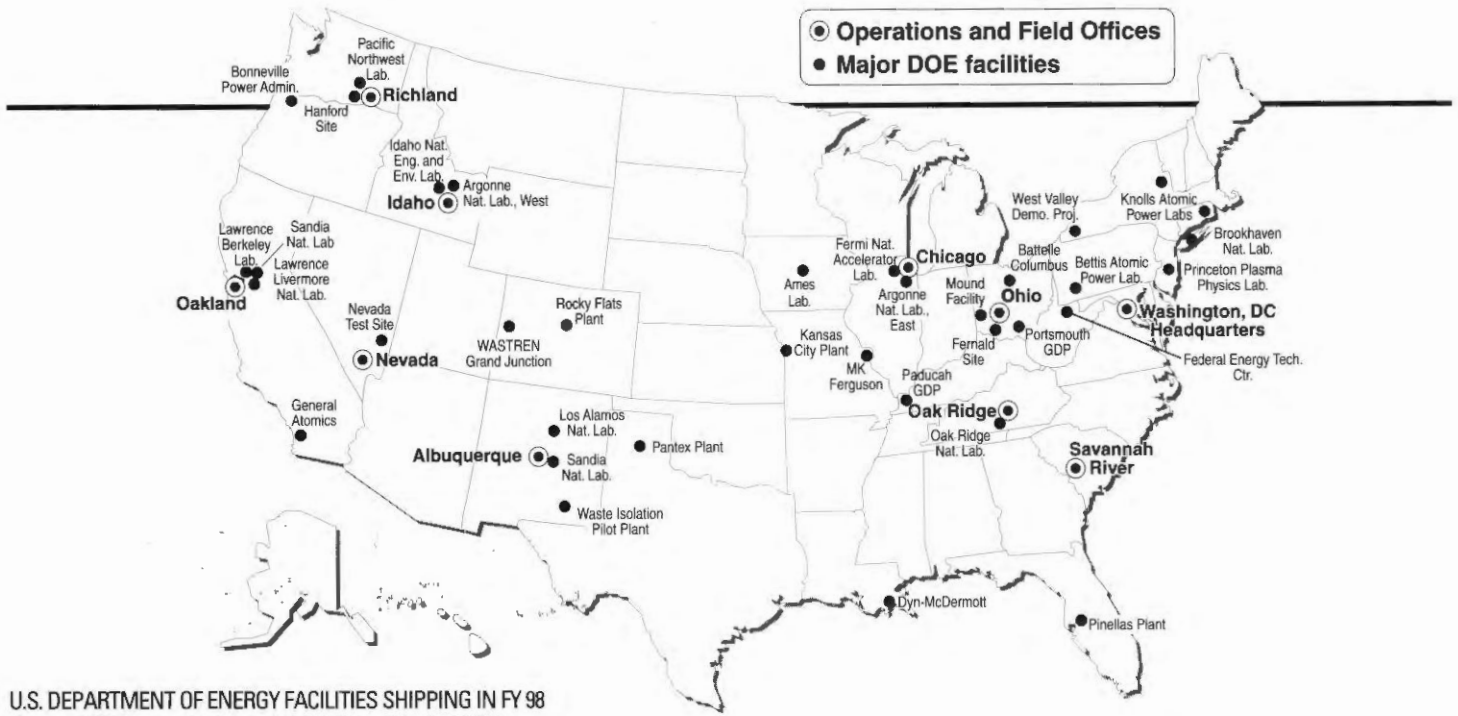 Operations and Field Offices
Major DOE facilities
Pacific
Northwest
Lab.
Bonneville
Power Admin.
Richland
Hanford
Site
Idaho Nat.
Eng. and
Env. Lab.
Argonne
Nat. Lab., West
Idaho
Lawrence
Berkeley
Lab.
Sandia
Nat. Lab
Lawrence
Livermore
Nat. Lab.
Oakland
Nevada
Test Site
Nevada
WASTREN
Grand Junction
Rocky Flats
Plant
General
Atomics
Los Alamos
Nat. Lab.
Albuquerque
Sandia
Nat. Lab.
Pantex Plant
Waste Isolation
Pilot Plant
Ames
Lab.
Kansas
City Plant
MK
Ferguson
Fermi Nat.
Accelerator
Lab.
Chicago
Argonne
Nat. Lab.,
East
Mound
Facility
Battelle
Columbus
Ohio
Fernald
Site
Portsmouth
GDP
Paducah
GDP
Oak Ridge
Oak Ridge
Nat. Lab.
West Valley
Demo. Proj.
Knolls Atomic
Power Labs
Brookhaven
Nat. Lab.
Bettis Atomic
Power Lab.
Princeton Plasma
Physics Lab.
Washington, DC
Headquarters
Federal Energy Tech.
Ctr.
Savannah
River
Dyn-McDermott
Pinellas Plant
U.S. DEPARTMENT OF ENERGY FACILITIES SHIPPING IN FY 98